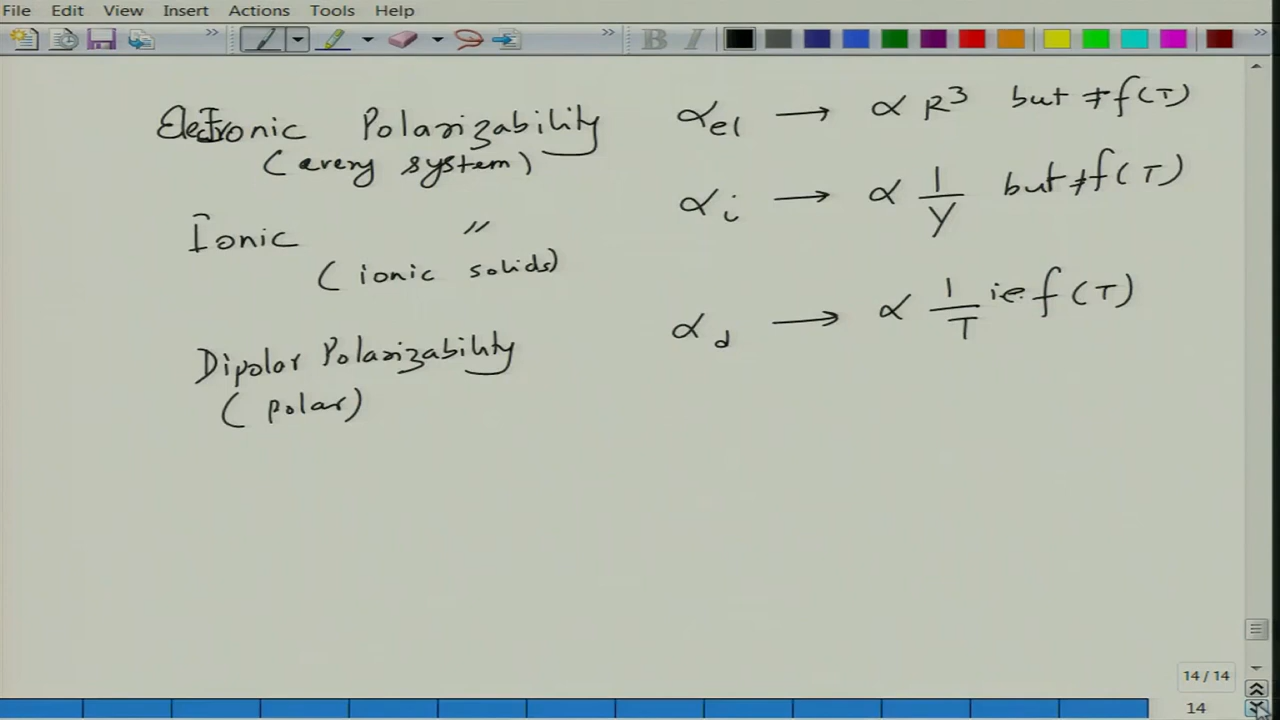 File Edit View Insert Actions Tools Help
B I
Electronic Polarizability αel → α R³ but ≠ f(T)
(every system)
Ionic " αi → α 1/Y but ≠ f(T)
(ionic solids)
Dipolar Polarizability αd → α 1/T i.e. f(T)
(polar)
14 / 14
14